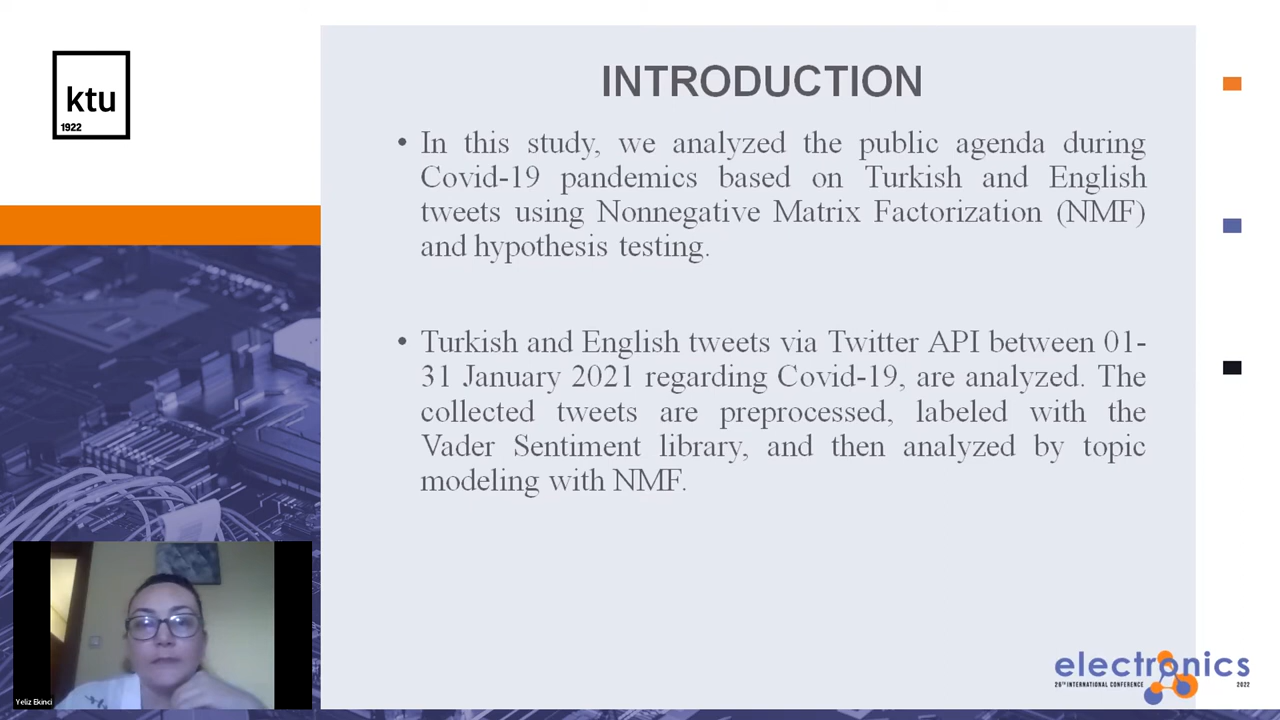 ktu
1922
INTRODUCTION
• In this study, we analyzed the public agenda during
Covid-19 pandemics based on Turkish and English
tweets using Nonnegative Matrix Factorization (NMF)
and hypothesis testing.
• Turkish and English tweets via Twitter API between 01-
31 January 2021 regarding Covid-19, are analyzed. The
collected tweets are preprocessed, labeled with the
Vader Sentiment library, and then analyzed by topic
modeling with NMF.
Yeliz Ekinci
electronics
26TH INTERNATIONAL CONFERENCE 2022